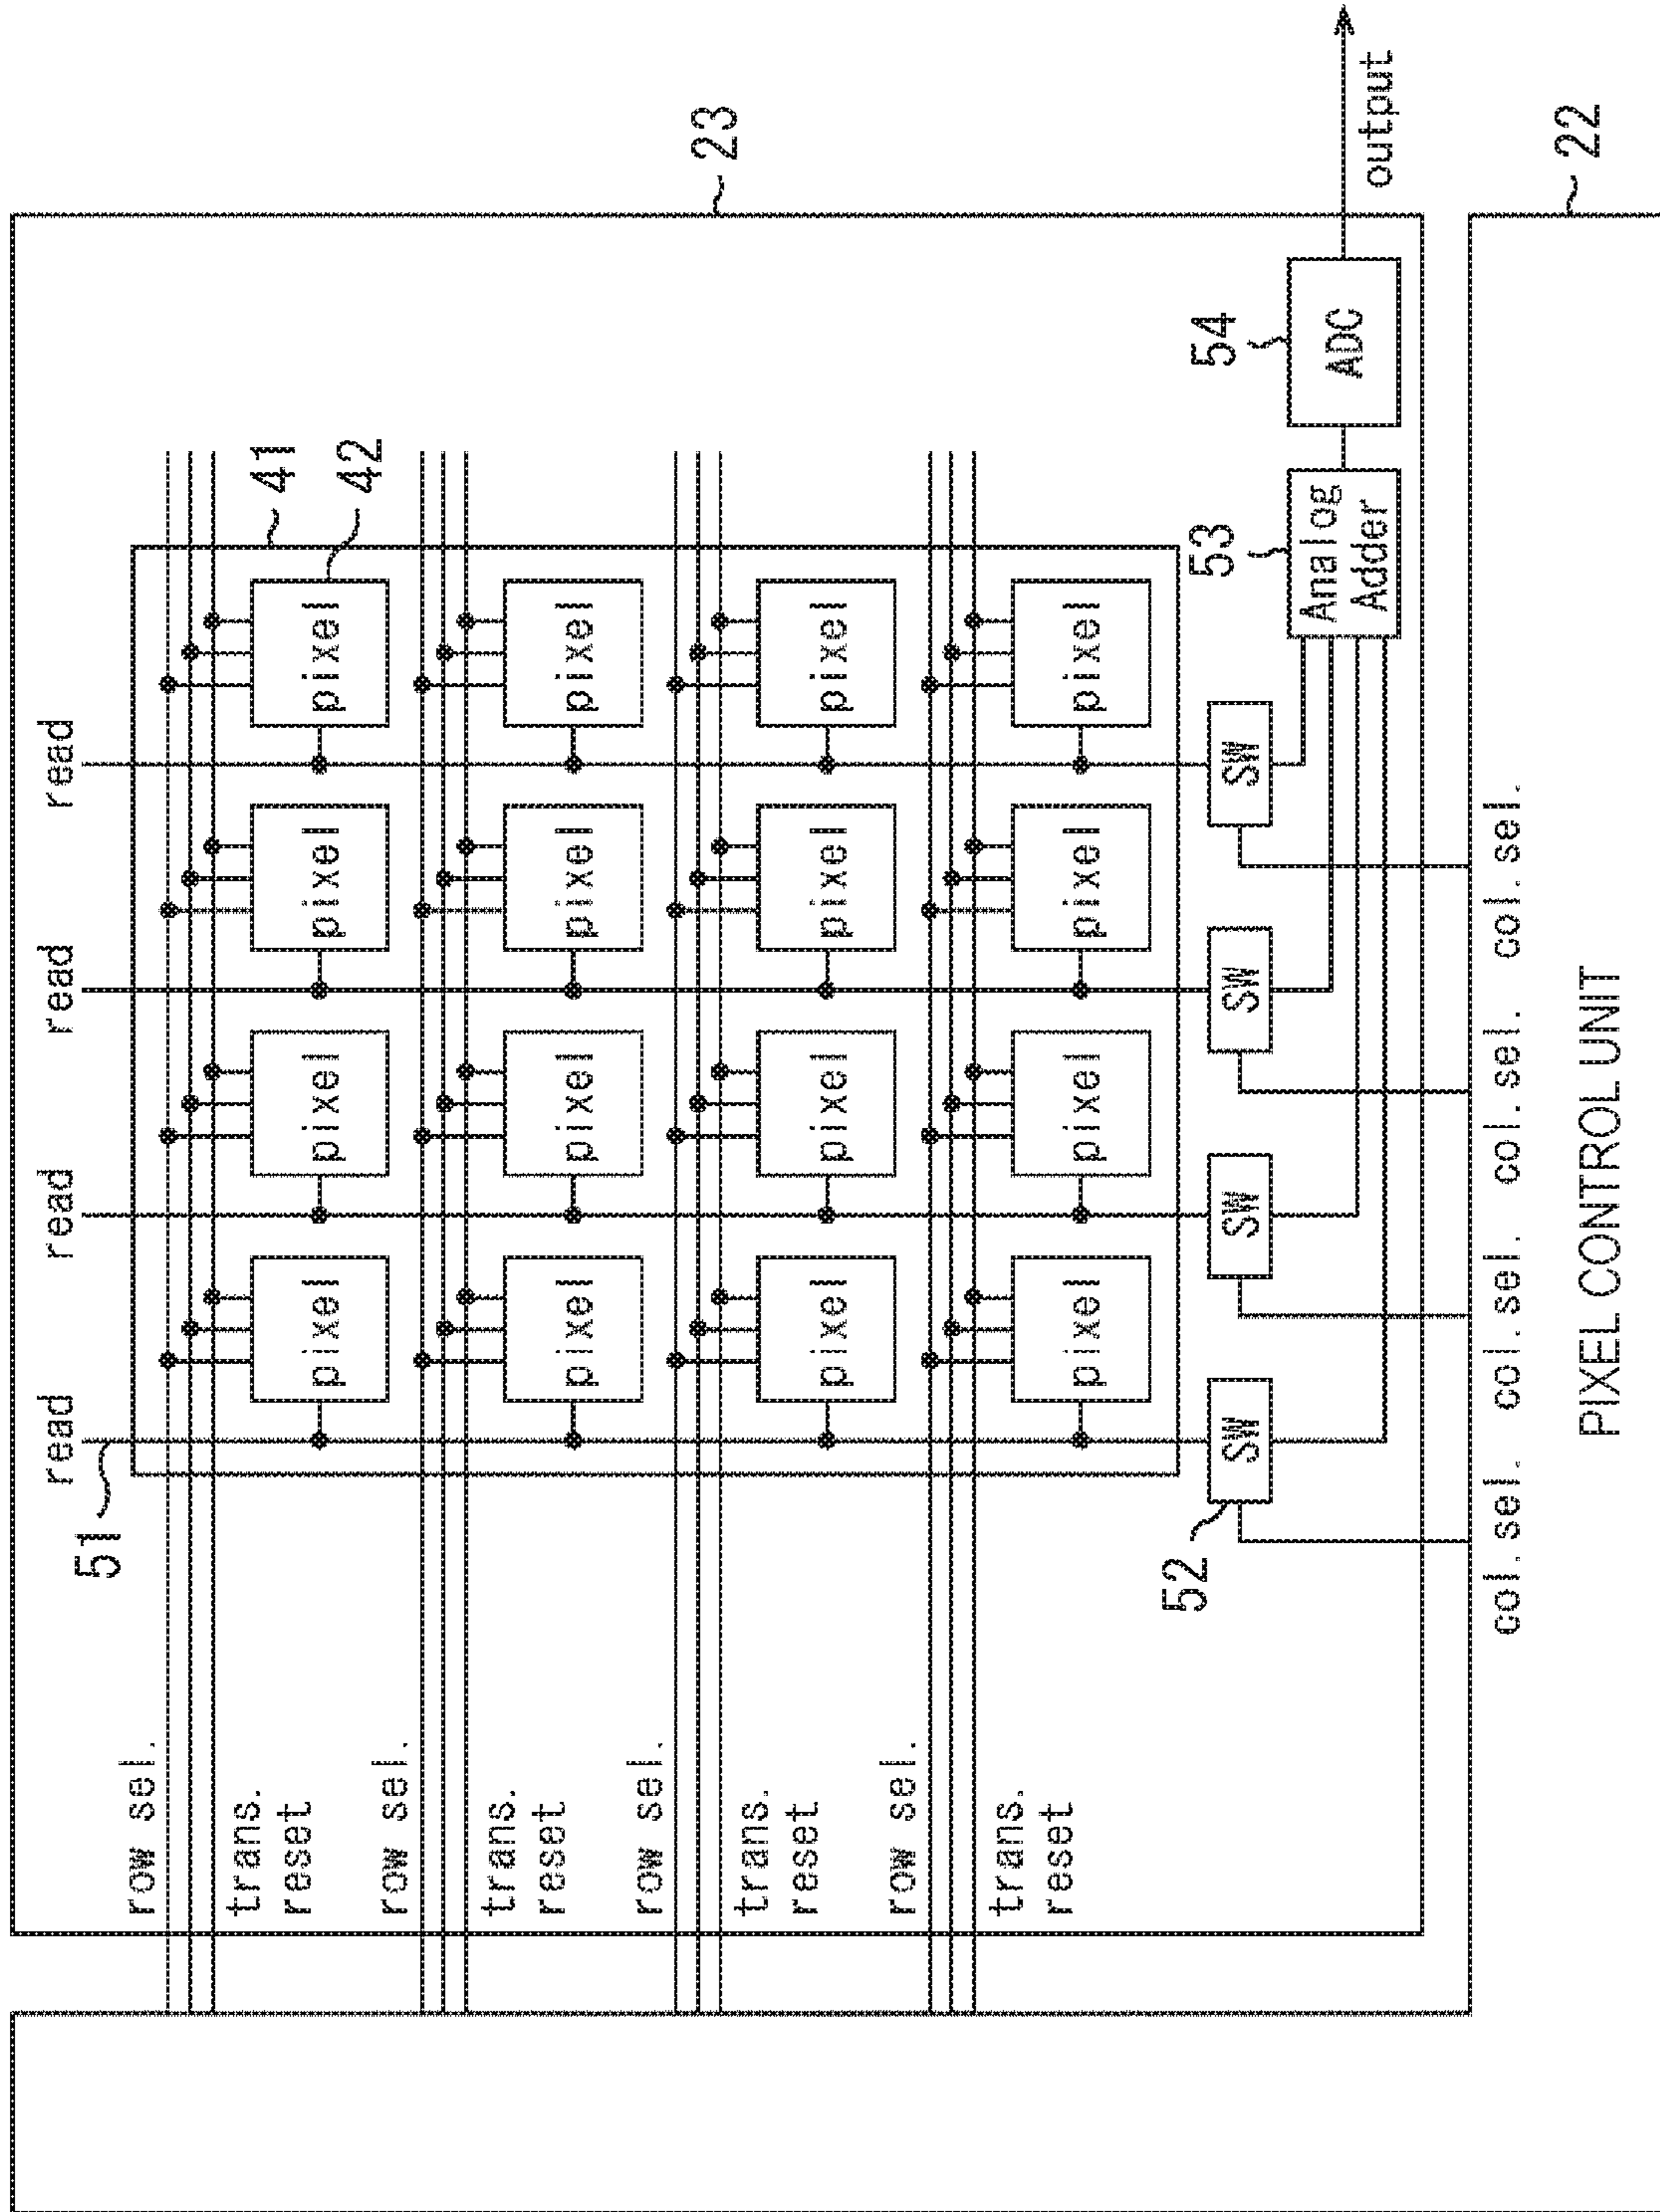 read read read read
51
row sel.
trans.
41
reset
pixel pixel pixel pixel
42
row sel.
trans.
reset
pixel pixel pixel pixel
row sel.
23
trans.
reset
pixel pixel pixel pixel
row sel.
trans.
reset
pixel pixel pixel pixel
52
53
54
SW SW SW SW
Analog
Adder
ADC
output
col.sel. col.sel. col.sel. col.sel.
22
PIXEL CONTROL UNIT